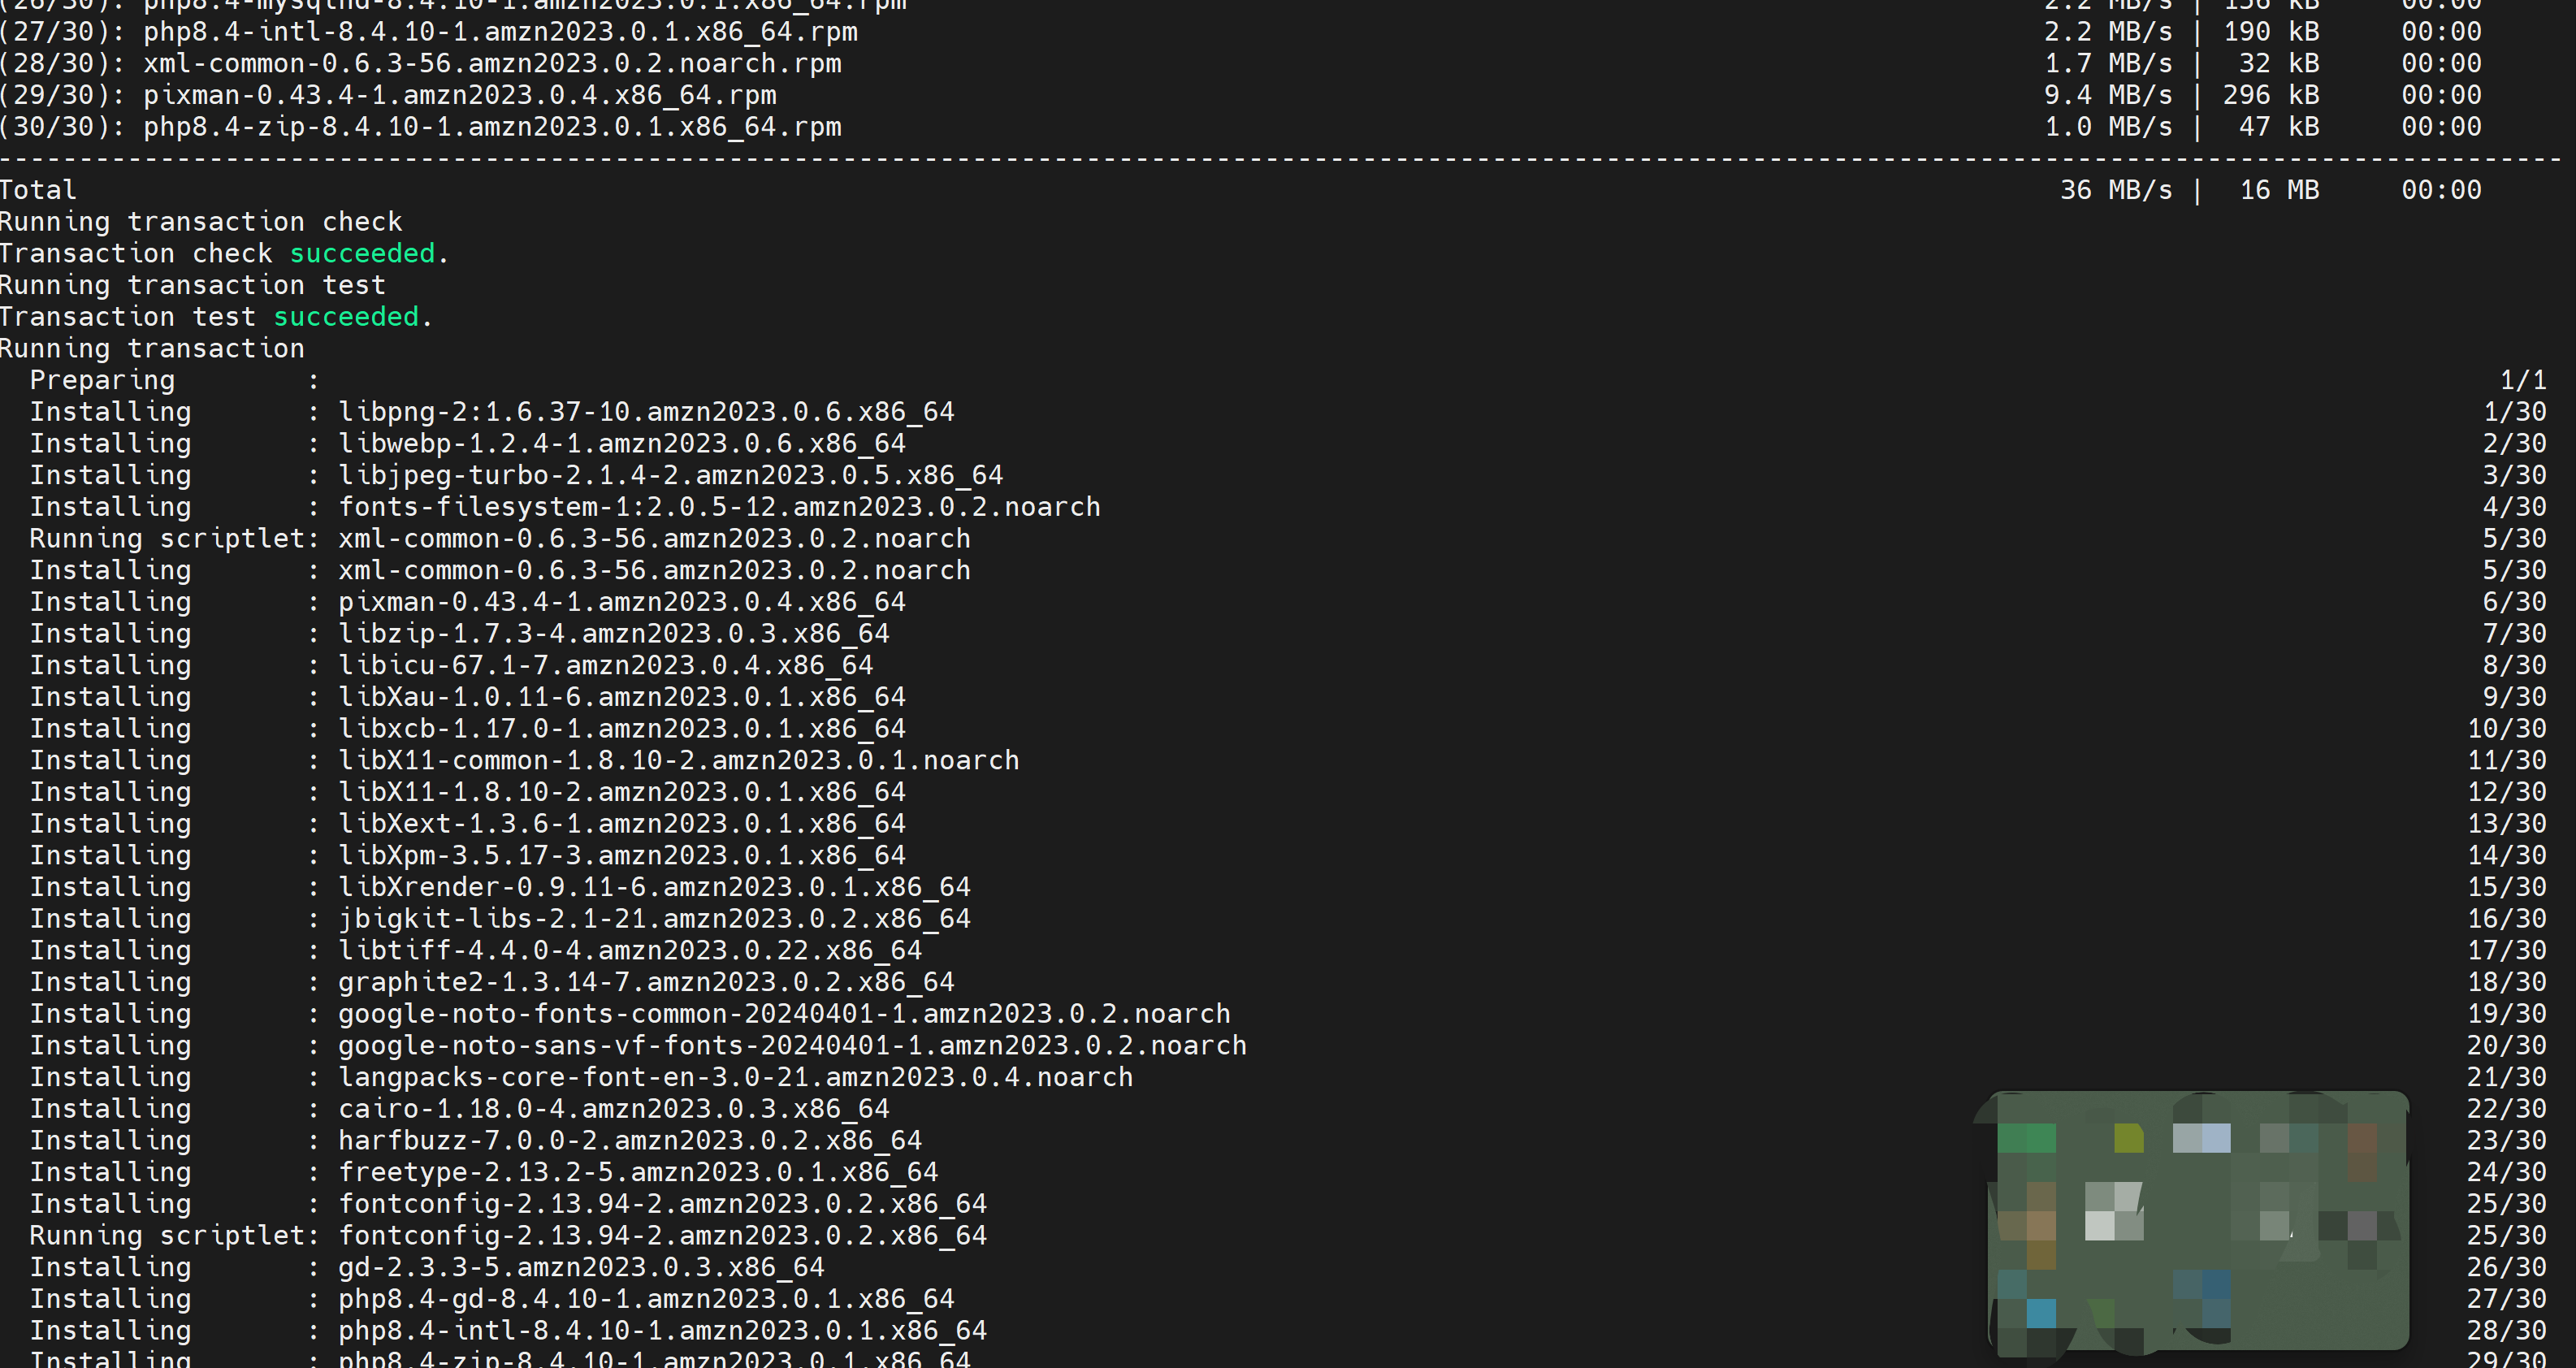 (26/30): php8.4-mysqlnd-8.4.10-1.amzn2023.0.1.x86_64.rpm 2.2 MB/s | 156 kB 00:00
(27/30): php8.4-intl-8.4.10-1.amzn2023.0.1.x86_64.rpm 2.2 MB/s | 190 kB 00:00
(28/30): xml-common-0.6.3-56.amzn2023.0.2.noarch.rpm 1.7 MB/s | 32 kB 00:00
(29/30): pixman-0.43.4-1.amzn2023.0.4.x86_64.rpm 9.4 MB/s | 296 kB 00:00
(30/30): php8.4-zip-8.4.10-1.amzn2023.0.1.x86_64.rpm 1.0 MB/s | 47 kB 00:00
Total 36 MB/s | 16 MB 00:00
Running transaction check
Transaction check succeeded.
Running transaction test
Transaction test succeeded.
Running transaction
Preparing : 1/1
Installing : libpng-2:1.6.37-10.amzn2023.0.6.x86_64 1/30
Installing : libwebp-1.2.4-1.amzn2023.0.6.x86_64 2/30
Installing : libjpeg-turbo-2.1.4-2.amzn2023.0.5.x86_64 3/30
Installing : fonts-filesystem-1:2.0.5-12.amzn2023.0.2.noarch 4/30
Running scriptlet: xml-common-0.6.3-56.amzn2023.0.2.noarch 5/30
Installing : xml-common-0.6.3-56.amzn2023.0.2.noarch 5/30
Installing : pixman-0.43.4-1.amzn2023.0.4.x86_64 6/30
Installing : libzip-1.7.3-4.amzn2023.0.3.x86_64 7/30
Installing : libicu-67.1-7.amzn2023.0.4.x86_64 8/30
Installing : libXau-1.0.11-6.amzn2023.0.1.x86_64 9/30
Installing : libxcb-1.17.0-1.amzn2023.0.1.x86_64 10/30
Installing : libX11-common-1.8.10-2.amzn2023.0.1.noarch 11/30
Installing : libX11-1.8.10-2.amzn2023.0.1.x86_64 12/30
Installing : libXext-1.3.6-1.amzn2023.0.1.x86_64 13/30
Installing : libXpm-3.5.17-3.amzn2023.0.1.x86_64 14/30
Installing : libXrender-0.9.11-6.amzn2023.0.1.x86_64 15/30
Installing : jbigkit-libs-2.1-21.amzn2023.0.2.x86_64 16/30
Installing : libtiff-4.4.0-4.amzn2023.0.22.x86_64 17/30
Installing : graphite2-1.3.14-7.amzn2023.0.2.x86_64 18/30
Installing : google-noto-fonts-common-20240401-1.amzn2023.0.2.noarch 19/30
Installing : google-noto-sans-vf-fonts-20240401-1.amzn2023.0.2.noarch 20/30
Installing : langpacks-core-font-en-3.0-21.amzn2023.0.4.noarch 21/30
Installing : cairo-1.18.0-4.amzn2023.0.3.x86_64 22/30
Installing : harfbuzz-7.0.0-2.amzn2023.0.2.x86_64 23/30
Installing : freetype-2.13.2-5.amzn2023.0.1.x86_64 24/30
Installing : fontconfig-2.13.94-2.amzn2023.0.2.x86_64 25/30
Running scriptlet: fontconfig-2.13.94-2.amzn2023.0.2.x86_64 25/30
Installing : gd-2.3.3-5.amzn2023.0.3.x86_64 26/30
Installing : php8.4-gd-8.4.10-1.amzn2023.0.1.x86_64 27/30
Installing : php8.4-intl-8.4.10-1.amzn2023.0.1.x86_64 28/30
Installing : php8.4-zip-8.4.10-1.amzn2023.0.1.x86_64 29/30